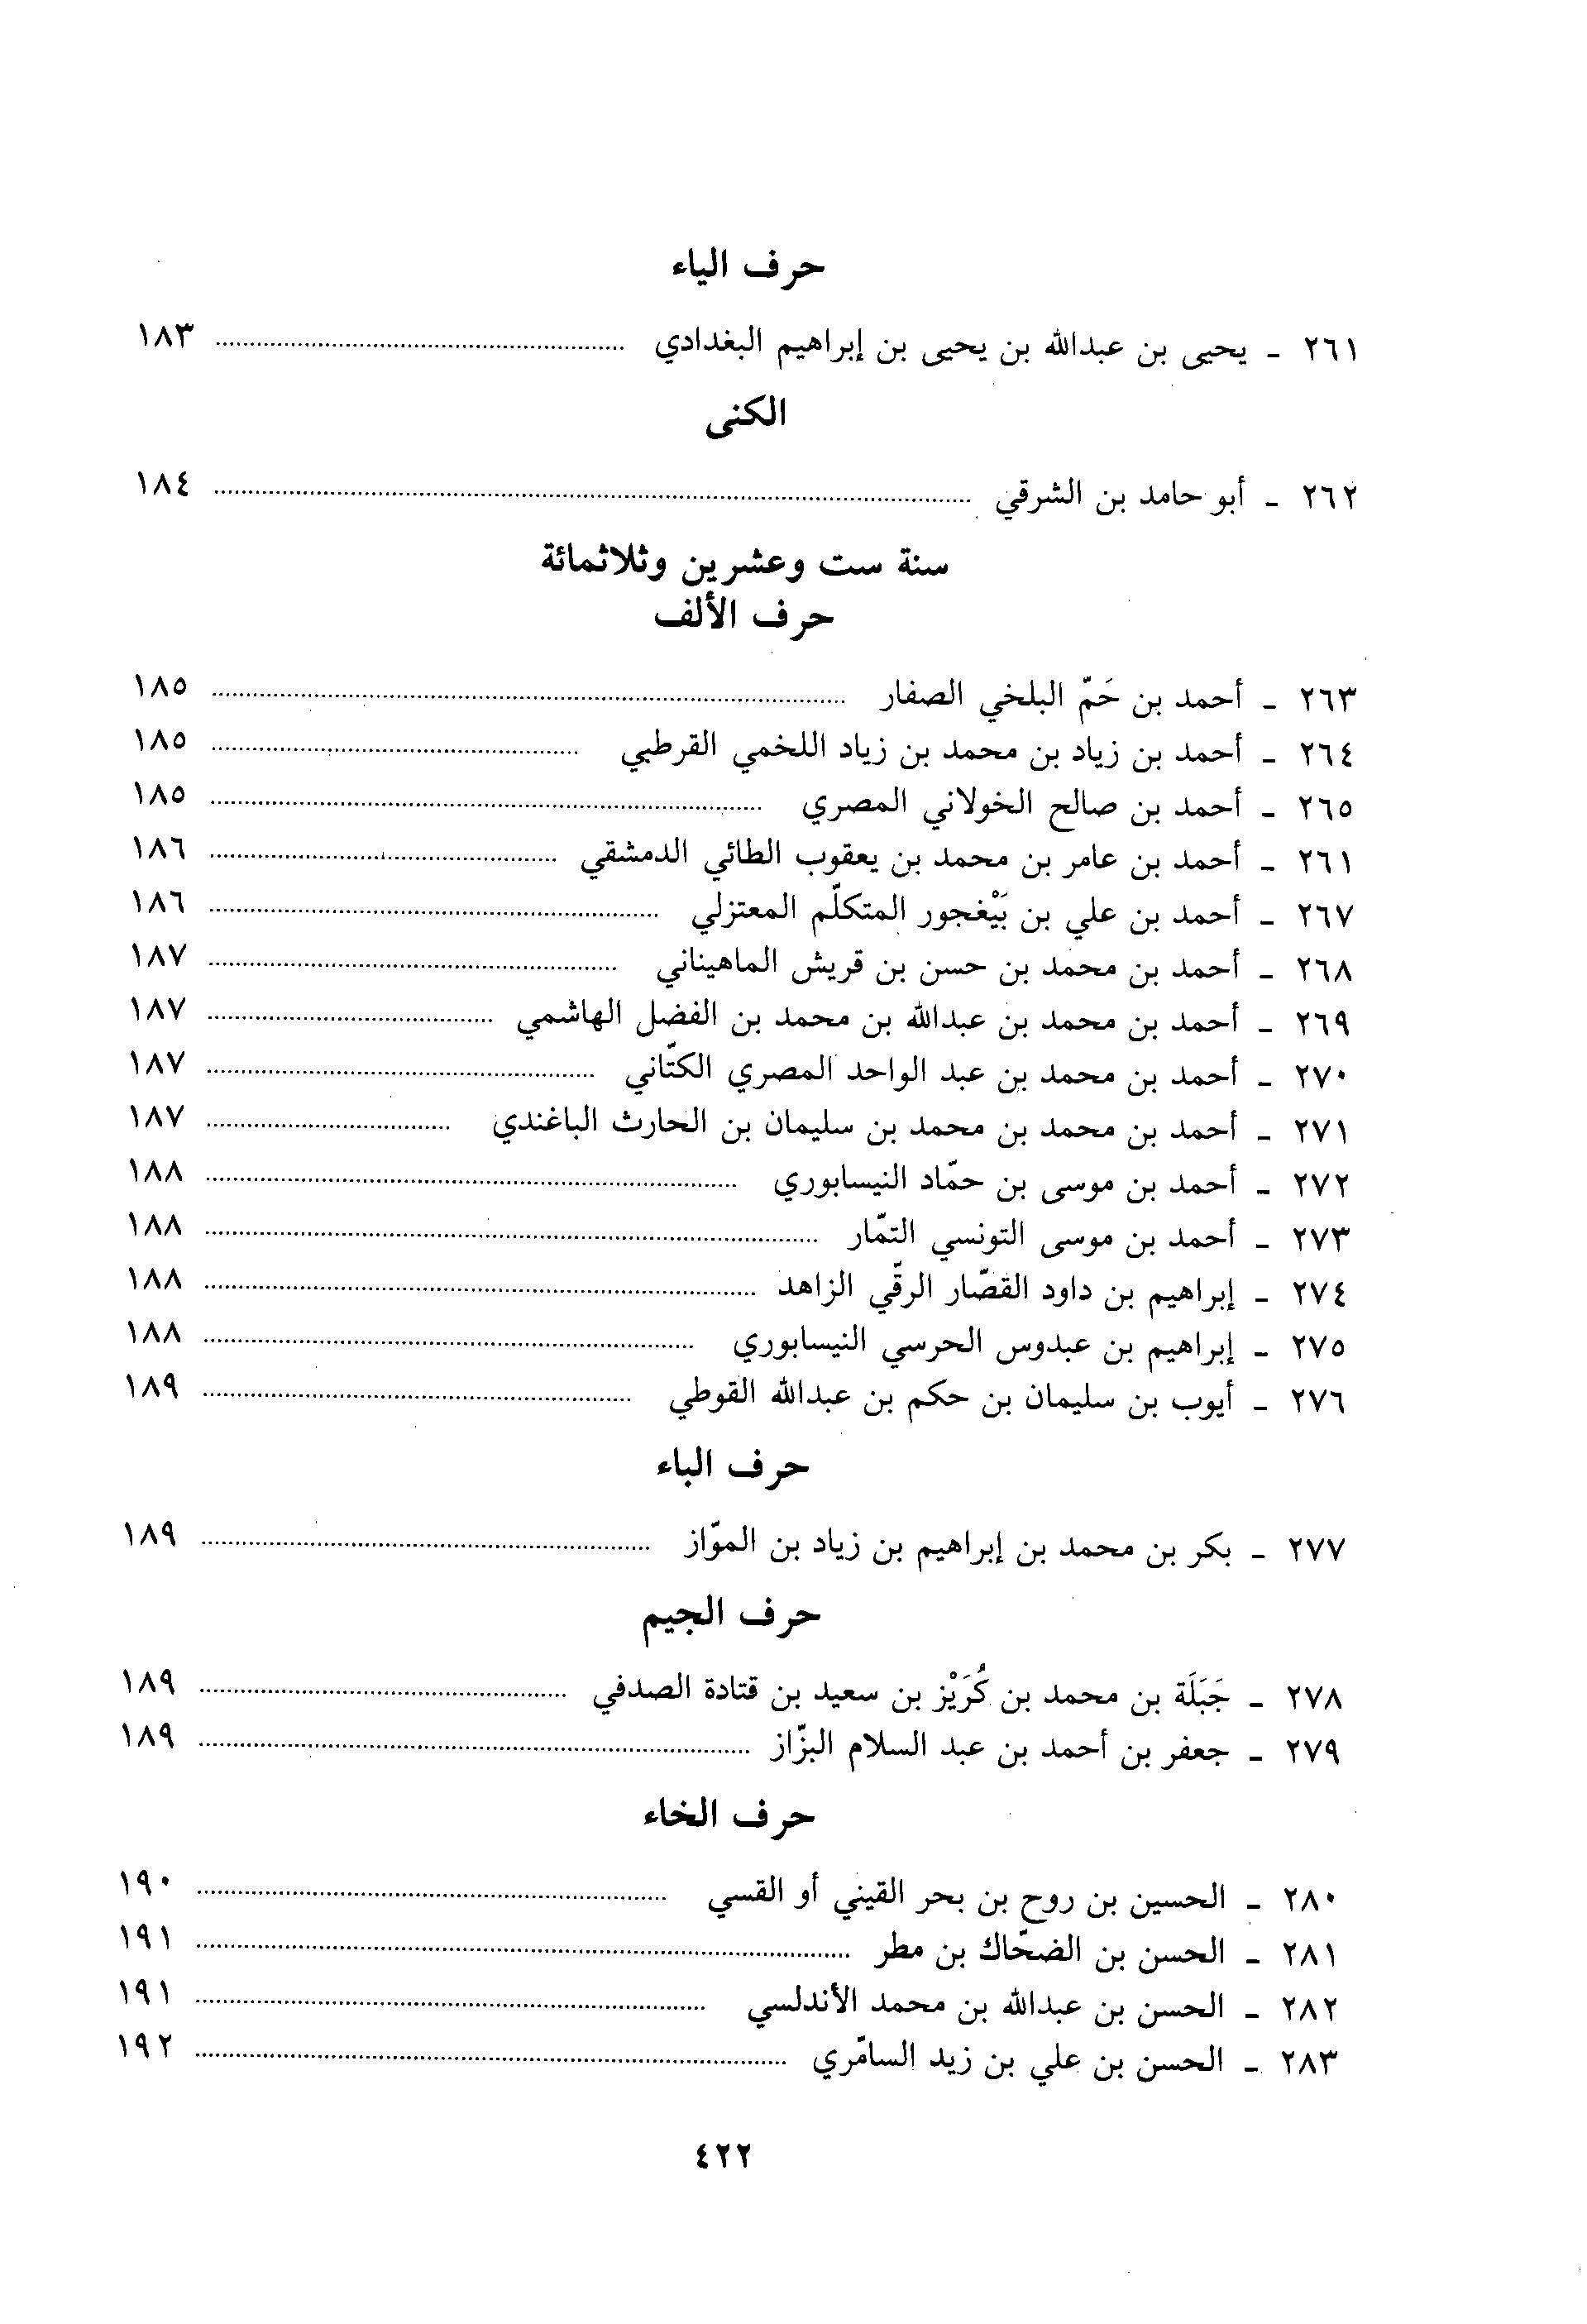 حرف الياء
٢٦١ ـ يحيى بن عبدالله بن يحيى بن إبراهيم البغدادي ........ ١٨٣
الكنى
٢٦٢ ـ أبو حامد بن الشرقي ........ ١٨٤
سنة ست وعشرين وثلاثمائة
حرف الألف
٢٦٣ ـ أحمد بن حَمّ البلخي الصفار ........ ١٨٥
٢٦٤ ـ أحمد بن زياد بن محمد بن زياد اللخمي القرطبي ........ ١٨٥
٢٦٥ ـ أحمد بن صالح الخولاني المصري ........ ١٨٥
٢٦١ ـ أحمد بن عامر بن محمد بن يعقوب الطائي الدمشقي ........ ١٨٦
٢٦٧ ـ أحمد بن علي بن بَيْغجور المتكلّم المعتزلي ........ ١٨٦
٢٦٨ ـ أحمد بن محمد بن حسن بن قريش الماهيناني ........ ١٨٧
٢٦٩ ـ أحمد بن محمد بن عبدالله بن محمد بن الفضل الهاشمي ........ ١٨٧
٢٧٠ ـ أحمد بن محمد بن عبد الواحد المصري الكتّاني ........ ١٨٧
٢٧١ ـ أحمد بن محمد بن محمد بن سليمان بن الحارث الباغندي ........ ١٨٧
٢٧٢ ـ أحمد بن موسى بن حمّاد النيسابوري ........ ١٨٨
٢٧٣ ـ أحمد بن موسى التونسي التمّار ........ ١٨٨
٢٧٤ ـ إبراهيم بن داود القصّار الرقّي الزاهد ........ ١٨٨
٢٧٥ ـ إبراهيم بن عبدوس الحرسي النيسابوري ........ ١٨٨
٢٧٦ ـ أيوب بن سليمان بن حكم بن عبدالله القوطي ........ ١٨٩
حرف الباء
٢٧٧ ـ بكر بن محمد بن إبراهيم بن زياد بن الموّاز ........ ١٨٩
حرف الجيم
٢٧٨ ـ جَبَلَة بن محمد بن كُرَيْز بن سعيد بن قتادة الصدفي ........ ١٨٩
٢٧٩ ـ جعفر بن أحمد بن عبد السلام البزّاز ........ ١٨٩
حرف الخاء
٢٨٠ ـ الحسين بن روح بن بحر القيني أو القسي ........ ١٩٠
٢٨١ ـ الحسن بن الضحّاك بن مطر ........ ١٩١
٢٨٢ ـ الحسن بن عبدالله بن محمد الأندلسي ........ ١٩١
٢٨٣ ـ الحسن بن علي بن زيد السامّري ........ ١٩٢
٤٢٢